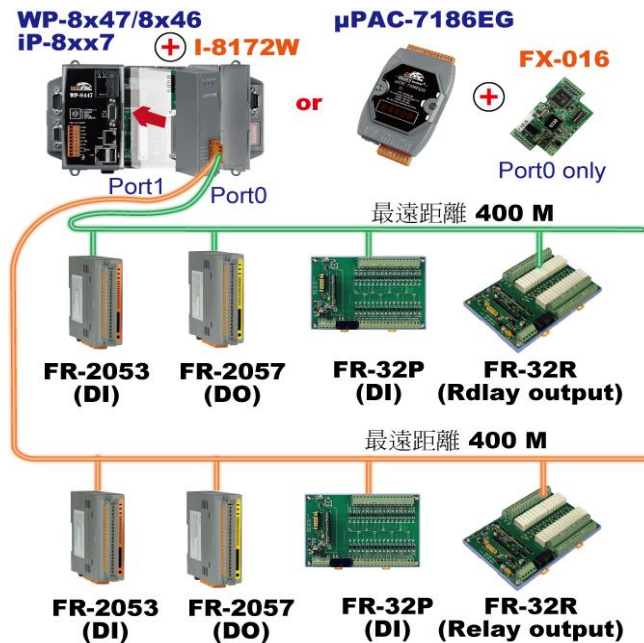 WP-8x47/8x46
iP-8xx7
I-8172W
µPAC-7186EG
FX-016
WP-8447
or
Port0 only
Port1
Port0
最遠距離 400 M
FR-2053
(DI)
FR-2057
(DO)
FR-32P
(DI)
FR-32R
(Rdlay output)
最遠距離 400 M
FR-2053
(DI)
FR-2057
(DO)
FR-32P
(DI)
FR-32R
(Relay output)